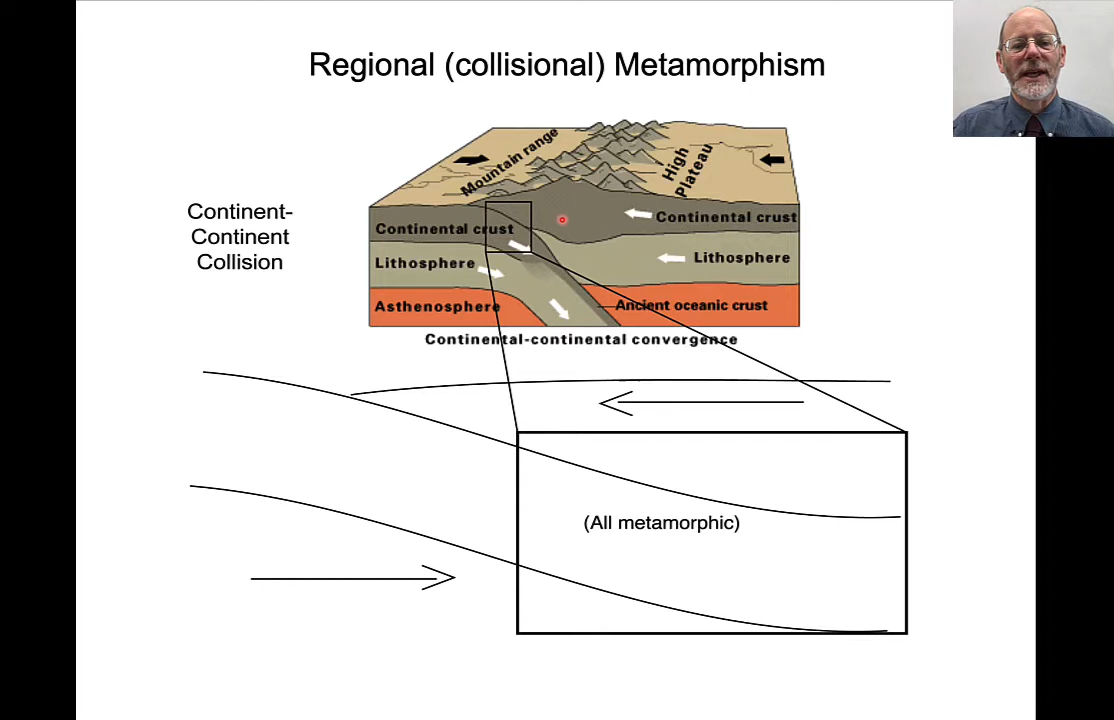 Regional (collisional) Metamorphism
Continent-
Continent
Collision
Mountain range
High
Plateau
Continental crust
Continental crust
Lithosphere
Lithosphere
Asthenosphere
Ancient oceanic crust
Continental-continental convergence
(All metamorphic)